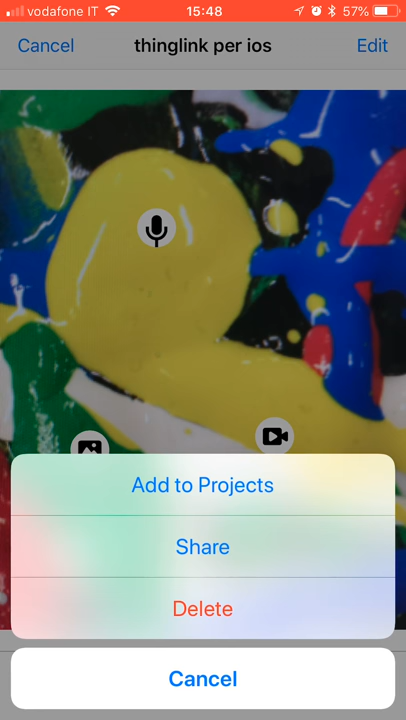 vodafone IT 15:48 57%
Cancel thinglink per ios Edit
Add to Projects
Share
Delete
Cancel